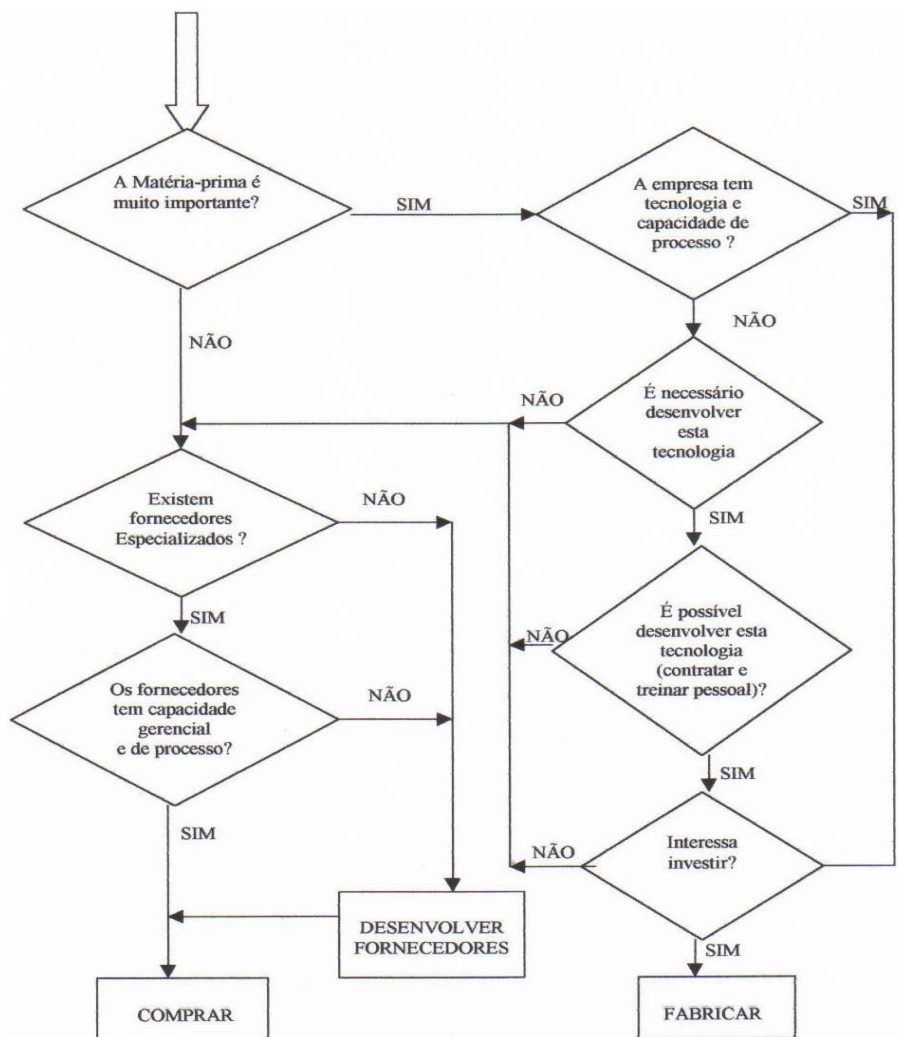 A Matéria-prima é
muito importante?
SIM
A empresa tem
tecnologia e
capacidade de
processo ?
SIM
NÃO
NÃO
É necessário
desenvolver
esta
tecnologia
NÃO
SIM
Existem
fornecedores
Especializados ?
NÃO
SIM
É possível
desenvolver esta
tecnologia
(contratar e
treinar pessoal)?
NÃO
SIM
Os fornecedores
tem capacidade
gerencial
e de processo?
NÃO
SIM
Interessa
investir?
NÃO
SIM
DESENVOLVER
FORNECEDORES
COMPRAR
FABRICAR